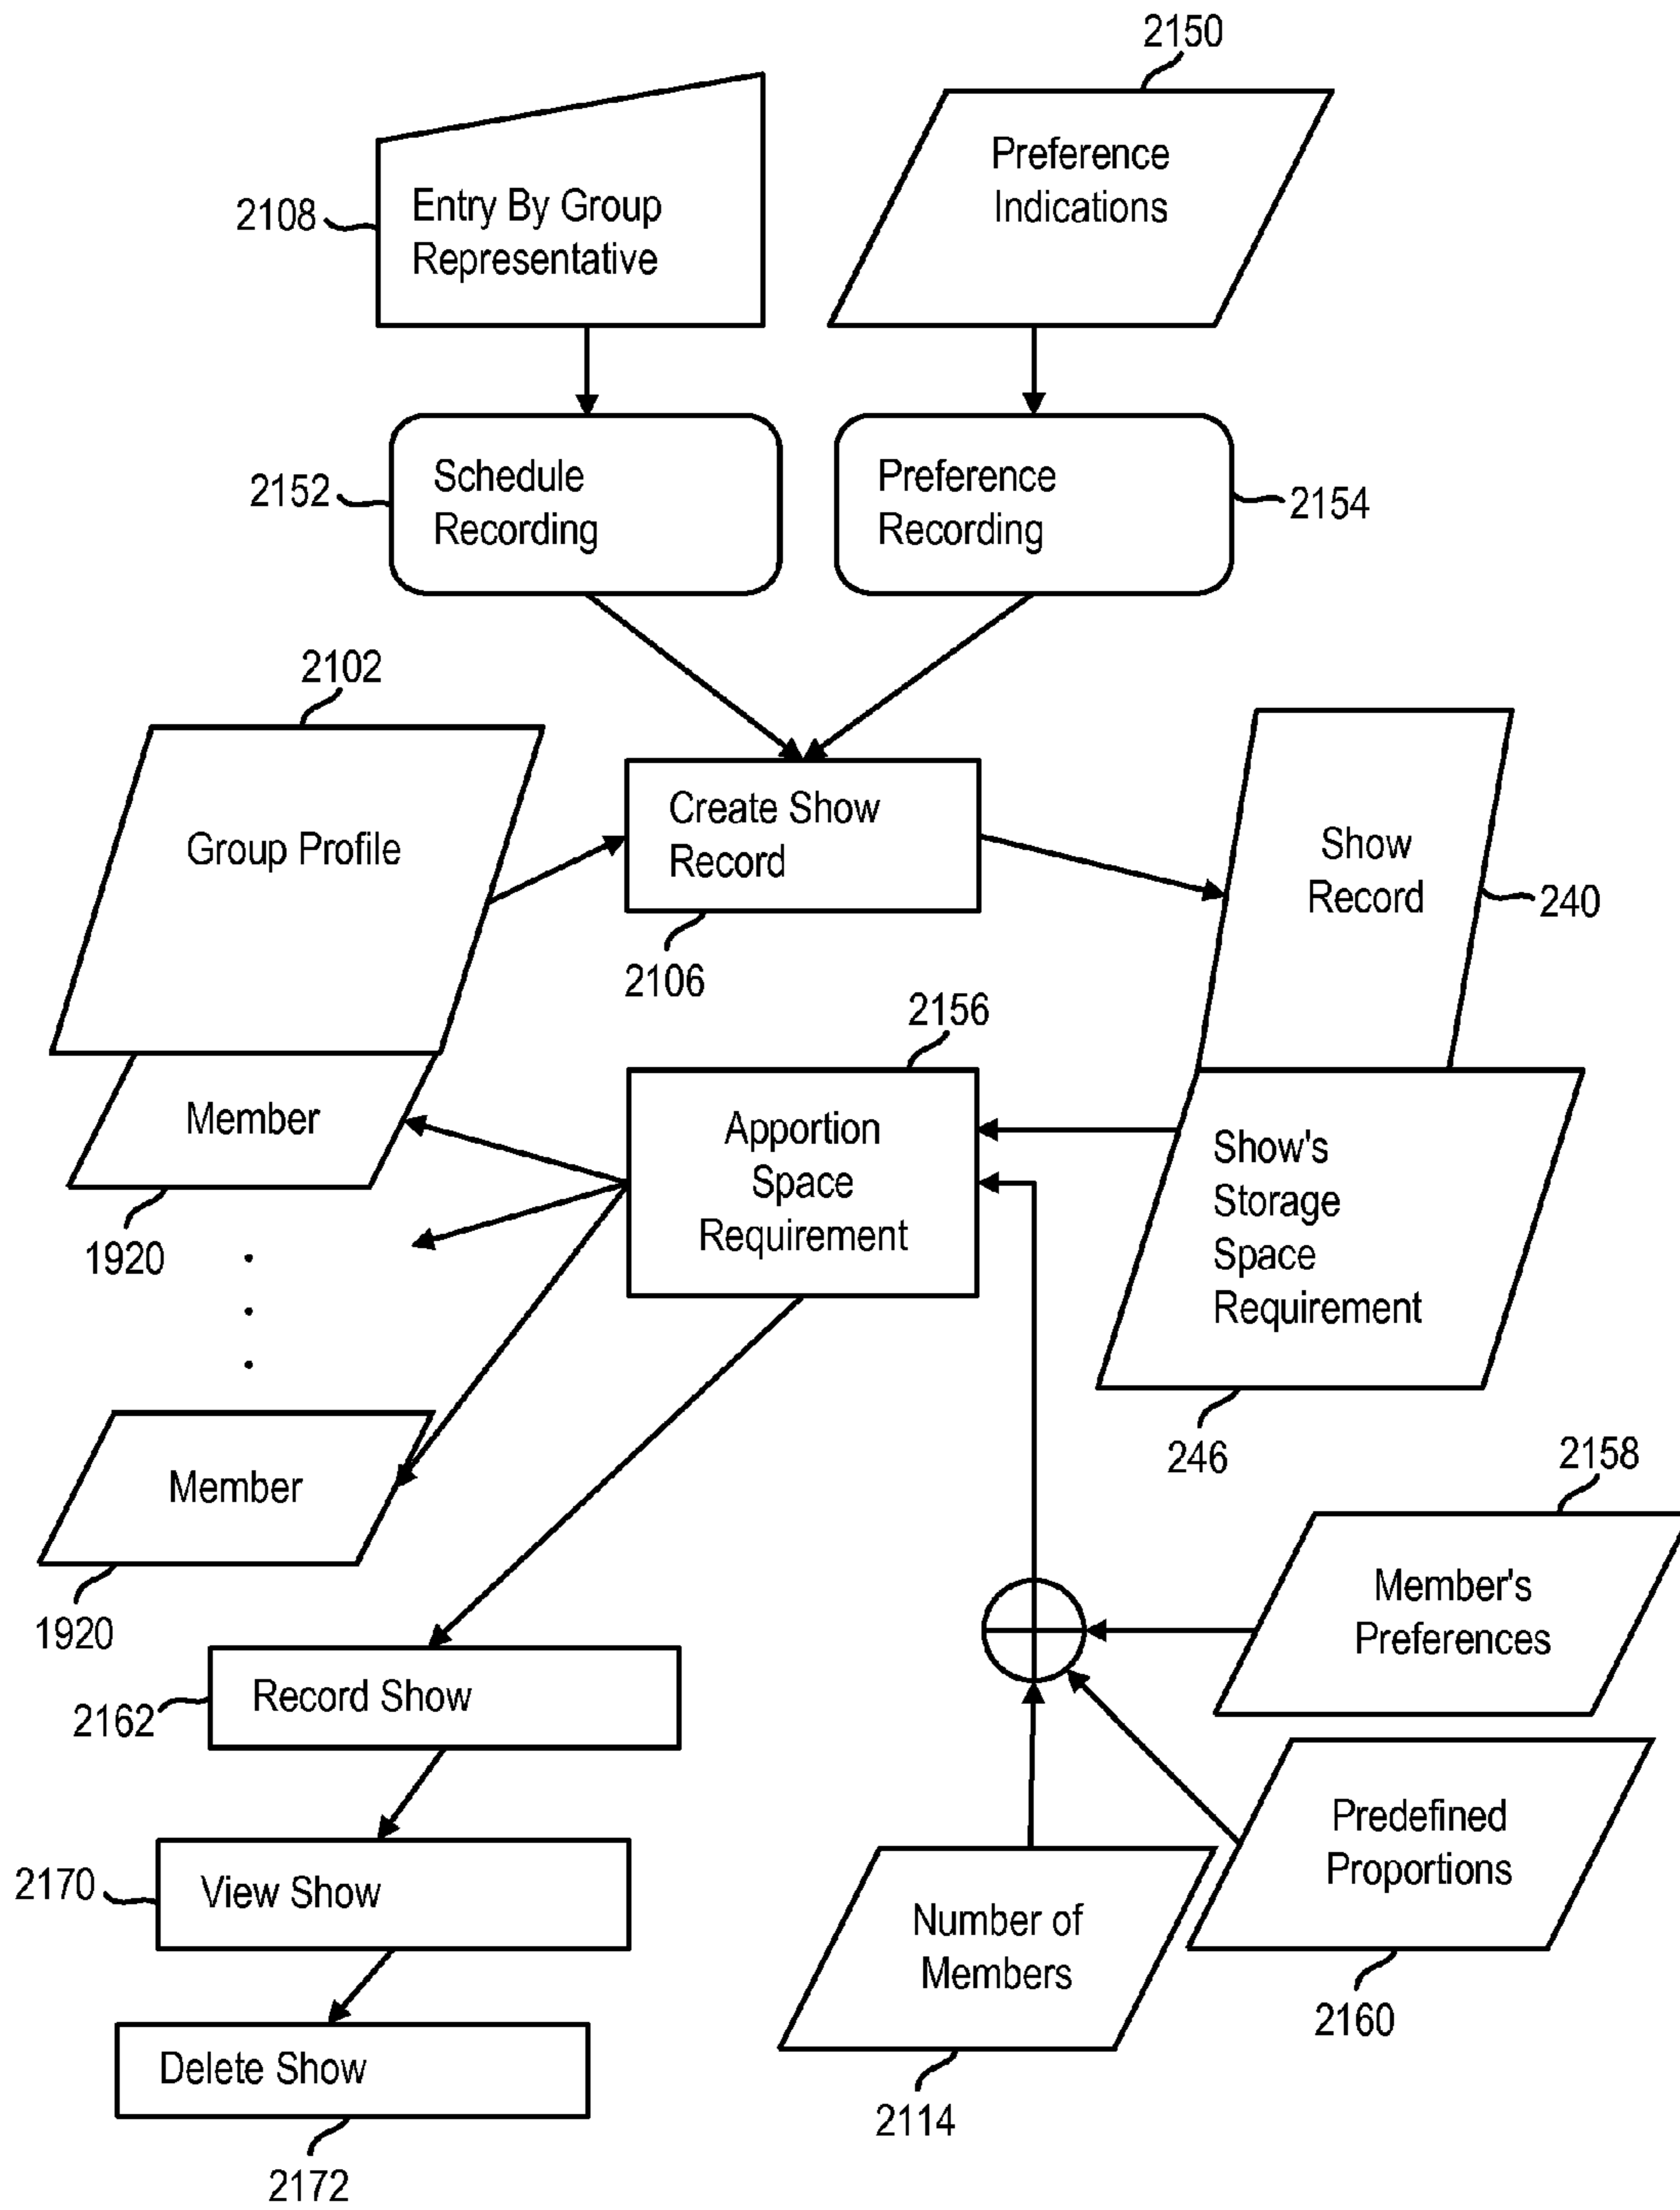 2150
Preference
Indications
2108
Entry By Group
Representative
2152
Schedule
Recording
Preference
Recording
2154
2102
Group Profile
Create Show
Record
2106
Show
Record
240
2156
Member
1920
Apportion
Space
Requirement
Show's
Storage
Space
Requirement
246
Member
1920
2158
Member's
Preferences
2162
Record Show
Predefined
Proportions
2160
2170
View Show
Number of
Members
2114
Delete Show
2172